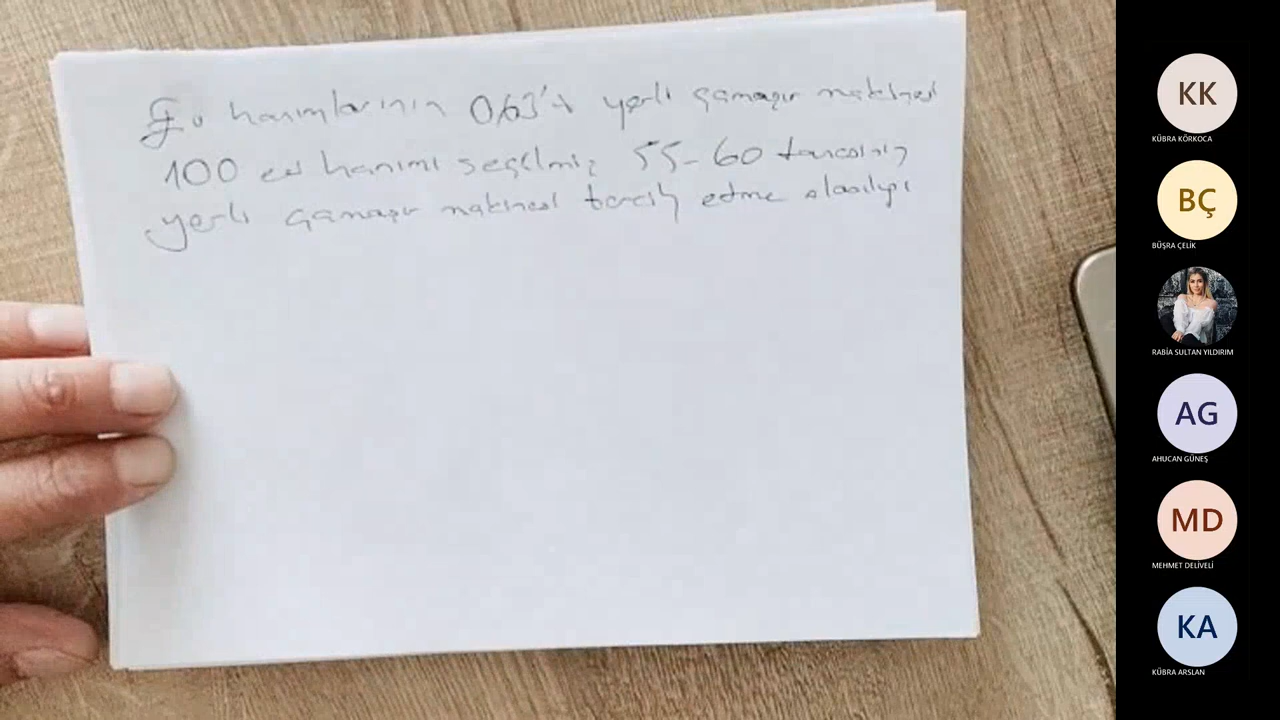 Ev hanımlarının 0,63'ü yerli çamaşır makinesi
100 ev hanımı seçilmiş 55-60 tanesinin
yerli çamaşır makinesi tercih etme olasılığı
KK
KÜBRA KÖRKOCA
BÇ
BÜŞRA ÇELİK
RABİA SULTAN YILDIRIM
AG
AHUCAN GÜNEŞ
MD
MEHMET DELİVELİ
KA
KÜBRA ARSLAN